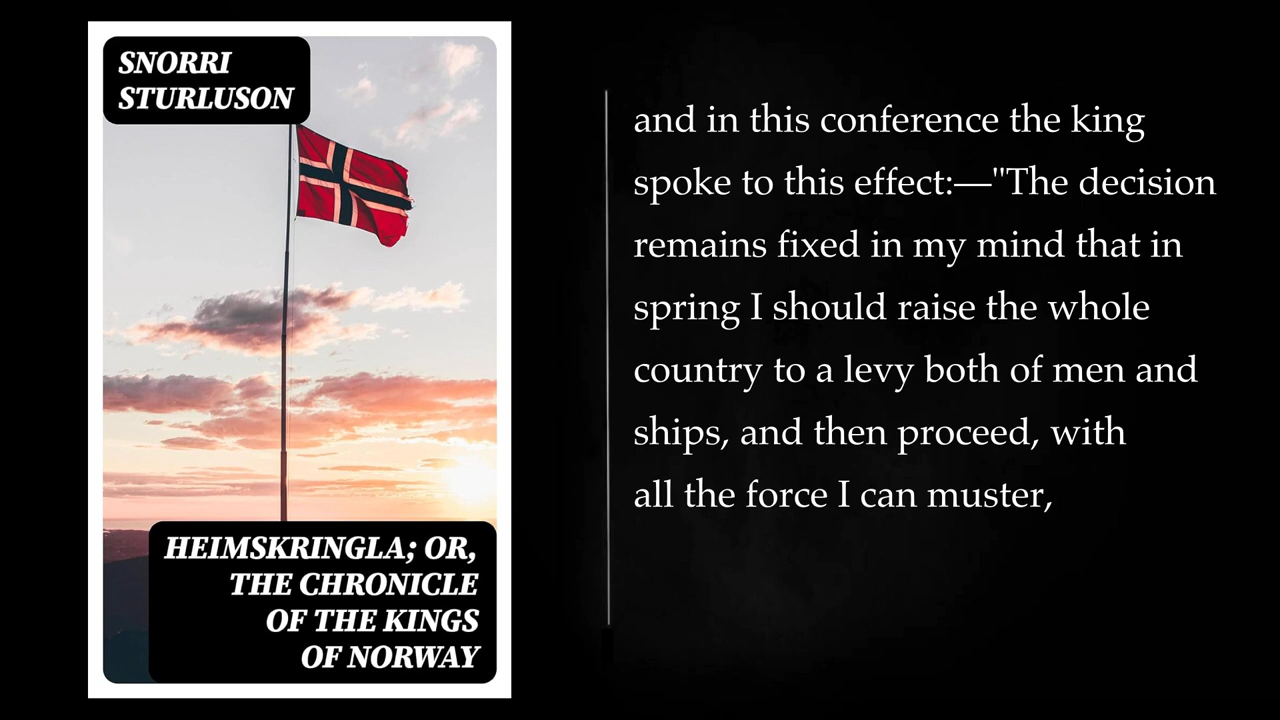 SNORRI
STURLUSON
HEIMSKRINGLA; OR,
THE CHRONICLE
OF THE KINGS
OF NORWAY
and in this conference the king
spoke to this effect:—"The decision
remains fixed in my mind that in
spring I should raise the whole
country to a levy both of men and
ships, and then proceed, with
all the force I can muster,